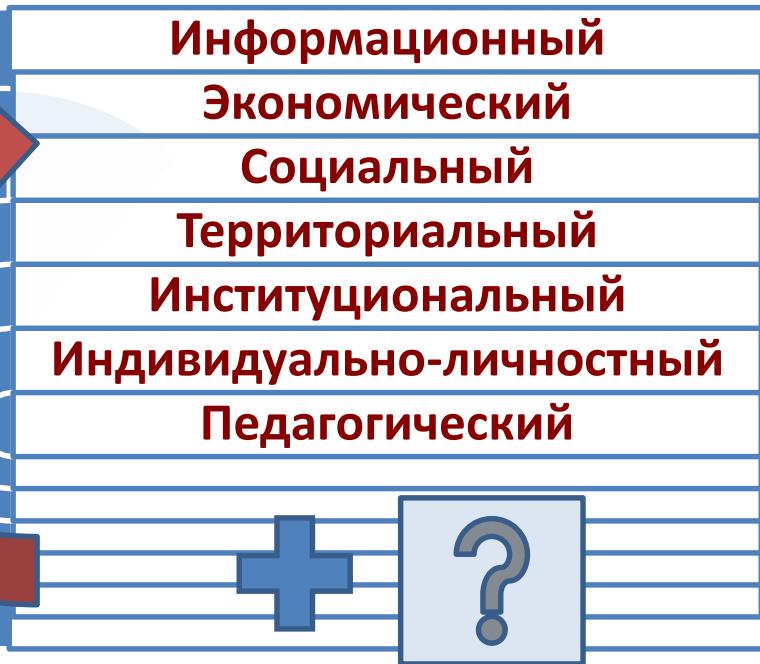 Информационный
Экономический
Социальный
Территориальный
Институциональный
Индивидуально-личностный
Педагогический
?